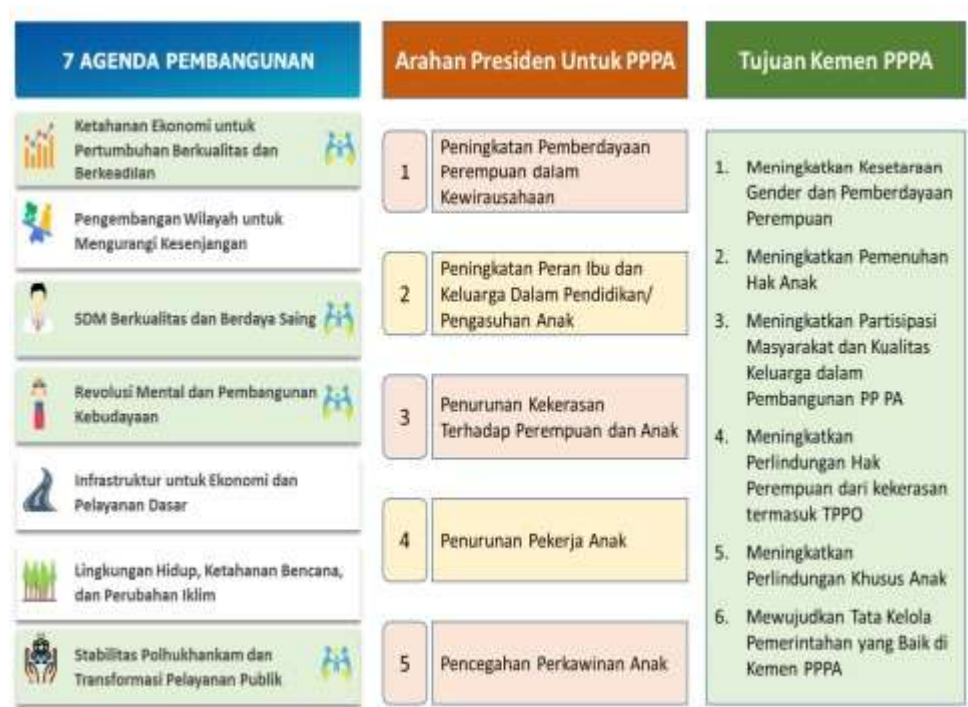 7 AGENDA PEMBANGUNAN
Ketahanan Ekonomi untuk
Pertumbuhan Berkualitas dan
Berkeadilan
Pengembangan Wilayah untuk
Mengurangi Kesenjangan
SDM Berkualitas dan Berdaya Saing
Revolusi Mental dan Pembangunan
Kebudayaan
Infrastruktur untuk Ekonomi dan
Pelayanan Dasar
Lingkungan Hidup, Ketahanan Bencana,
dan Perubahan Iklim
Stabilitas Polhukhankam dan
Transformasi Pelayanan Publik
Arahan Presiden Untuk PPPA
1
Peningkatan Pemberdayaan
Perempuan dalam
Kewirausahaan
2
Peningkatan Peran Ibu dan
Keluarga Dalam Pendidikan/
Pengasuhan Anak
3
Penurunan Kekerasan
Terhadap Perempuan dan Anak
4
Penurunan Pekerja Anak
5
Pencegahan Perkawinan Anak
Tujuan Kemen PPPA
1. Meningkatkan Kesetaraan
Gender dan Pemberdayaan
Perempuan
2. Meningkatkan Pemenuhan
Hak Anak
3. Meningkatkan Partisipasi
Masyarakat dan Kualitas
Keluarga dalam
Pembangunan PP PA
4. Meningkatkan
Perlindungan Hak
Perempuan dari kekerasan
termasuk TPPO
5. Meningkatkan
Perlindungan Khusus Anak
6. Mewujudkan Tata Kelola
Pemerintahan yang Baik di
Kemen PPPA